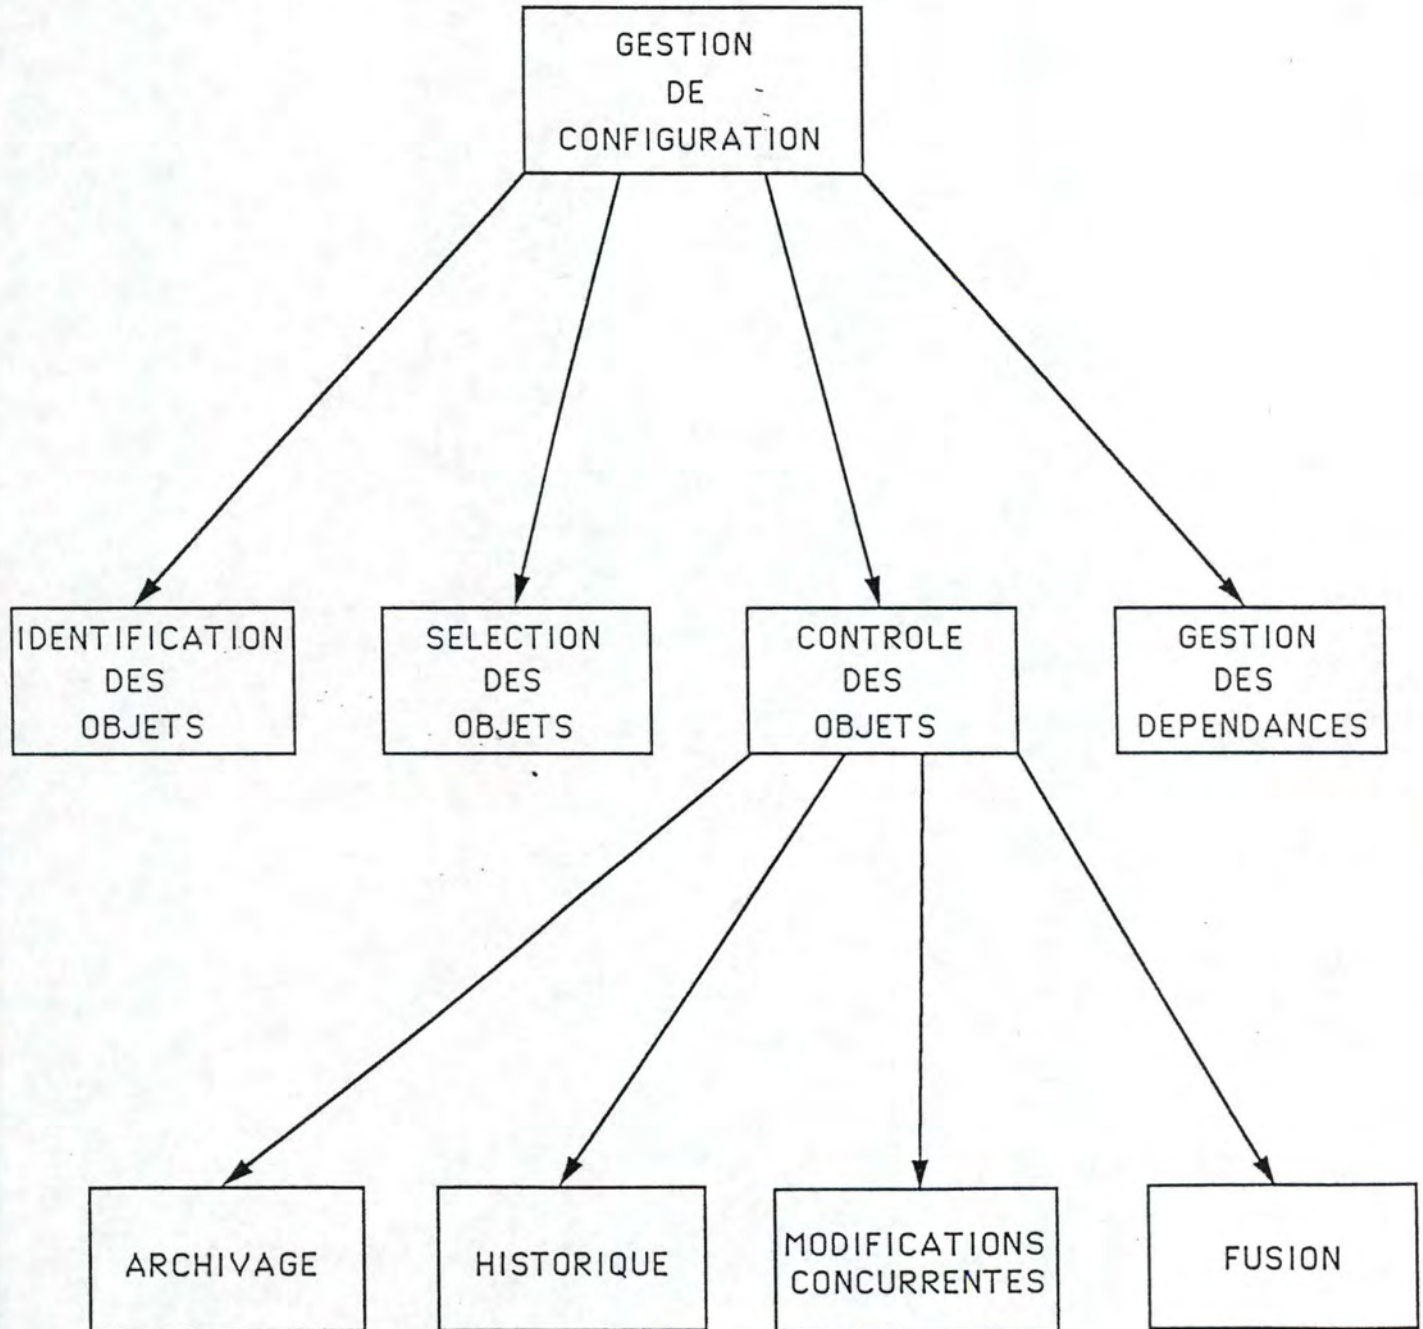 GESTION
DE
CONFIGURATION
IDENTIFICATION
DES
OBJETS
SELECTION
DES
OBJETS
CONTROLE
DES
OBJETS
GESTION
DES
DEPENDANCES
ARCHIVAGE
HISTORIQUE
MODIFICATIONS
CONCURRENTES
FUSION